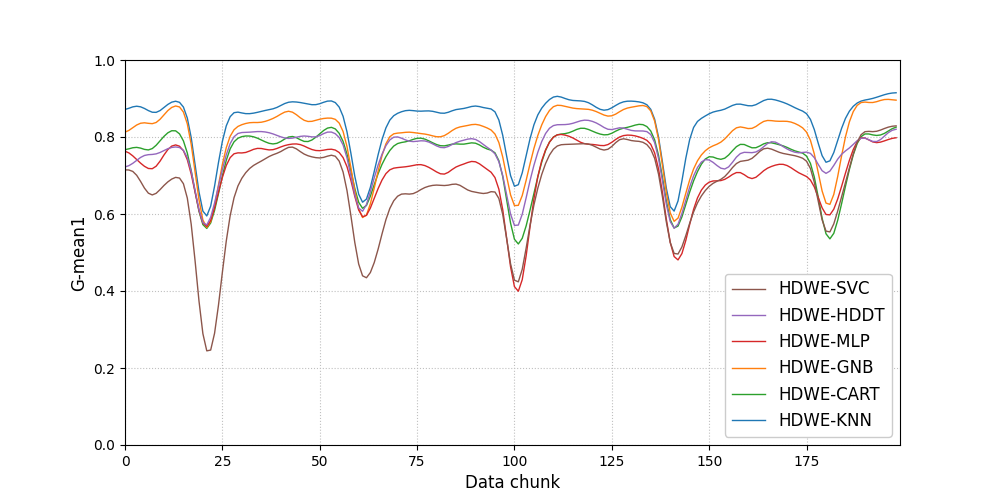 1.0
0.8
0.6
0.4
0.2
0.0
G-mean1
0 25 50 75 100 125 150 175
Data chunk
HDWE-SVC
HDWE-HDDT
HDWE-MLP
HDWE-GNB
HDWE-CART
HDWE-KNN